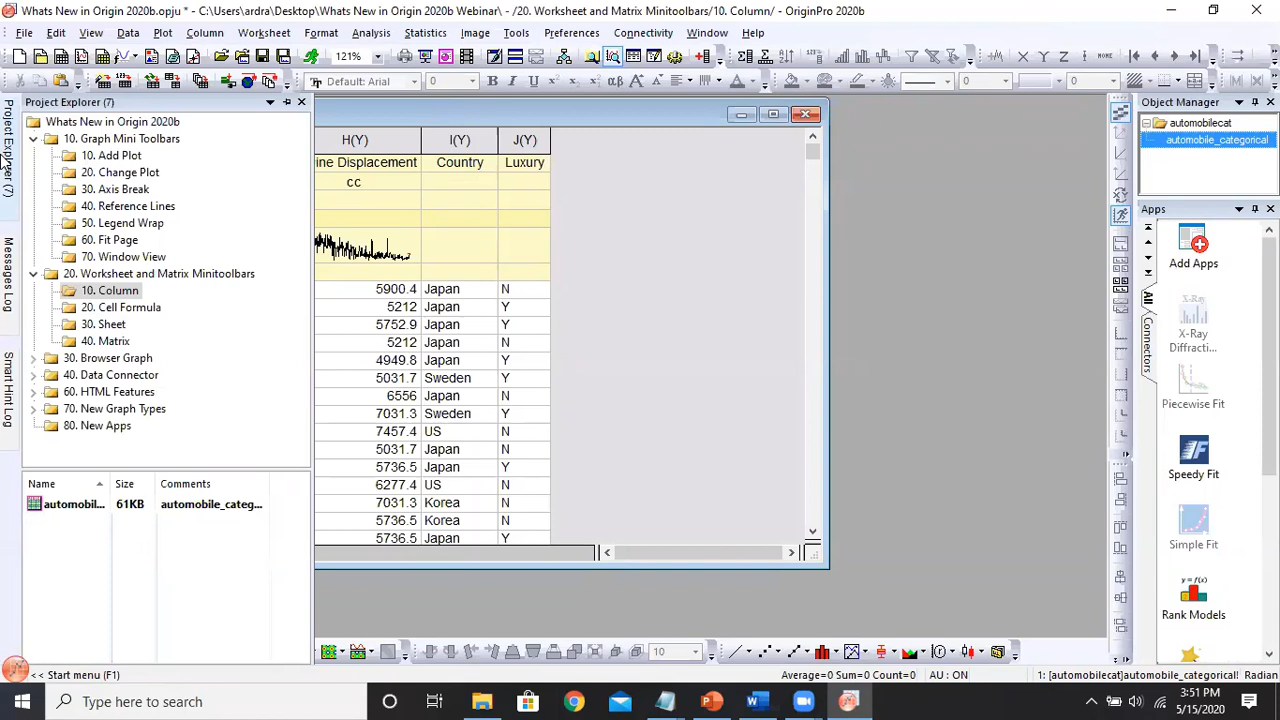 Whats New in Origin 2020b.opju * - C:\Users\ardra\Desktop\Whats New in Origin 2020b Webinar\ - /20. Worksheet and Matrix Minitoolbars/10. Column/ - OriginPro 2020b
File Edit View Data Plot Column Worksheet Format Analysis Statistics Image Tools Preferences Connectivity Window Help
121%
Default: Arial 0 B I U αβ A A 0 0
Project Explorer (7)
Messages Log
Smart Hint Log
Project Explorer (7)
Whats New in Origin 2020b
10. Graph Mini Toolbars
10. Add Plot
20. Change Plot
30. Axis Break
40. Reference Lines
50. Legend Wrap
60. Fit Page
70. Window View
20. Worksheet and Matrix Minitoolbars
10. Column
20. Cell Formula
30. Sheet
40. Matrix
30. Browser Graph
40. Data Connector
60. HTML Features
70. New Graph Types
80. New Apps
Name Size Comments
automobil... 61KB automobile_categ...
H(Y) I(Y) J(Y)
ine Displacement Country Luxury
cc
5900.4 Japan N
5212 Japan Y
5752.9 Japan Y
5212 Japan N
4949.8 Japan Y
5031.7 Sweden Y
6556 Japan N
7031.3 Sweden Y
7457.4 US N
5031.7 Japan N
5736.5 Japan Y
6277.4 US N
7031.3 Korea N
5736.5 Korea N
5736.5 Japan Y
Object Manager
automobilecat
automobile_categorical
Apps
All
Connectors
Add Apps
X-Ray
X-Ray
Diffracti...
Piecewise Fit
Speedy Fit
Simple Fit
y = f(x)
Rank Models
10
<< Start menu (F1) Average=0 Sum=0 Count=0 AU : ON 1: [automobilecat]automobile_categorical! Radian
Type here to search
3:51 PM
5/15/2020